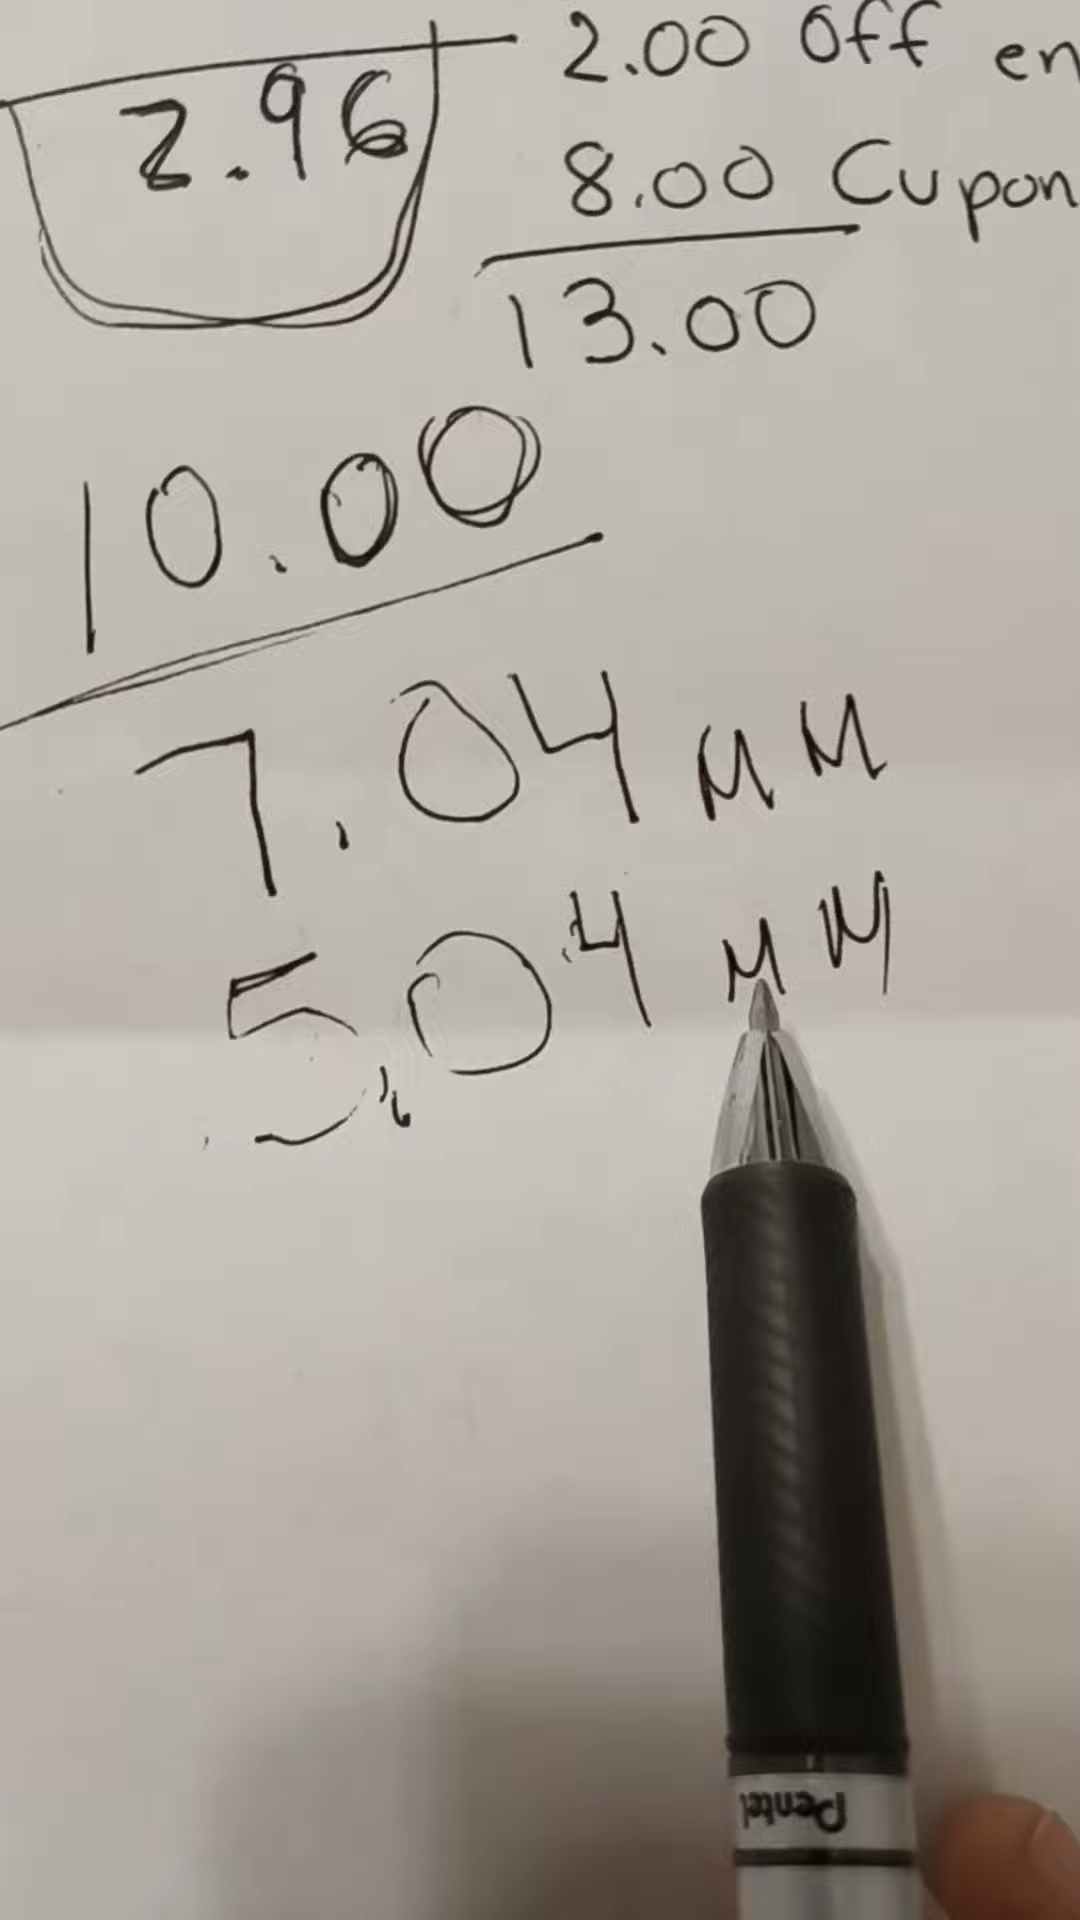 2.96
2.00 Off en
8.00 Cupon
13.00
10.00
7.04 MM
5.04 MM
Pentel